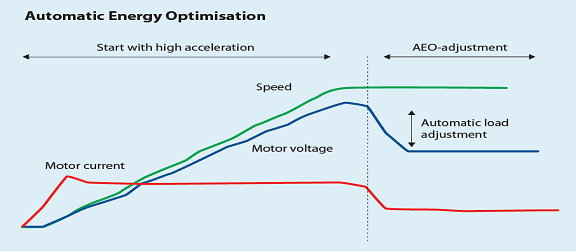 Automatic Energy Optimisation
Start with high acceleration
AEO-adjustment
Speed
Automatic load
adjustment
Motor voltage
Motor current